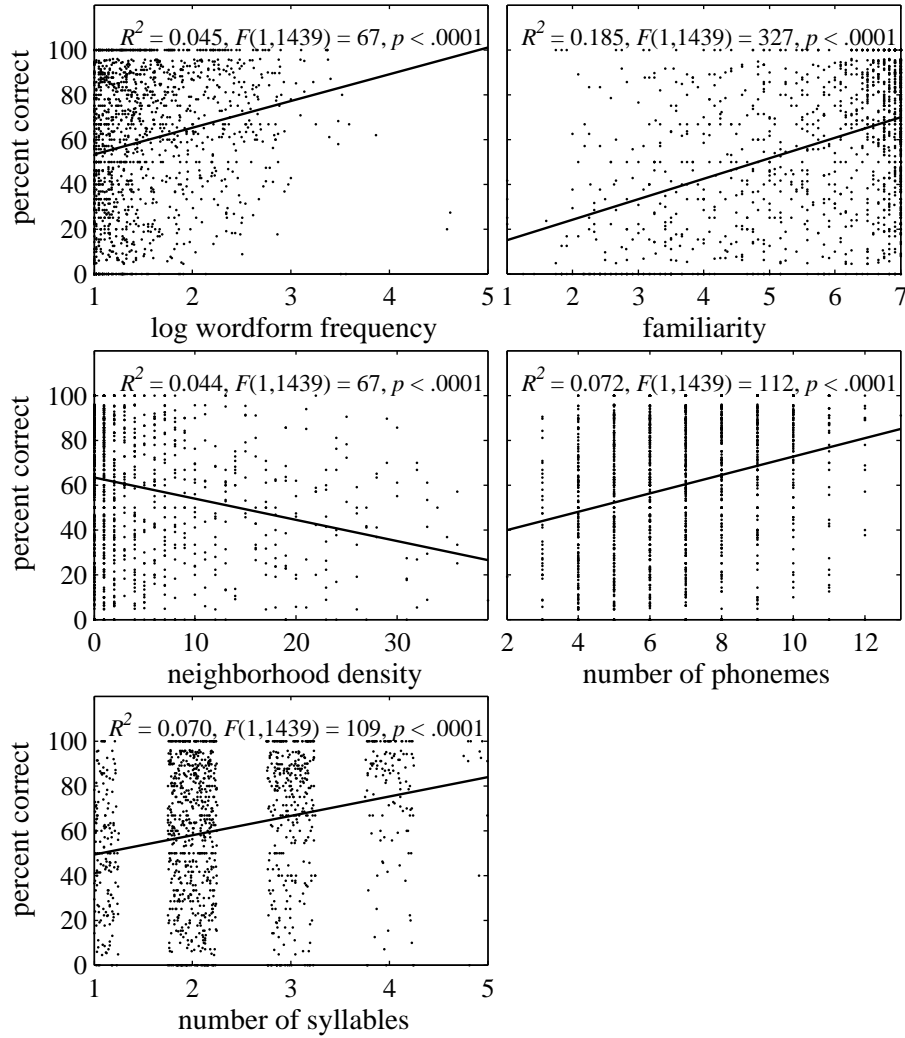 R² = 0.045, F(1,1439) = 67, p < .0001
percent correct
100
80
60
40
20
0
1 2 3 4 5
log wordform frequency
R² = 0.185, F(1,1439) = 327, p < .0001
1 2 3 4 5 6 7
familiarity
R² = 0.044, F(1,1439) = 67, p < .0001
percent correct
100
80
60
40
20
0
0 10 20 30
neighborhood density
R² = 0.072, F(1,1439) = 112, p < .0001
2 4 6 8 10 12
number of phonemes
R² = 0.070, F(1,1439) = 109, p < .0001
percent correct
100
80
60
40
20
0
1 2 3 4 5
number of syllables